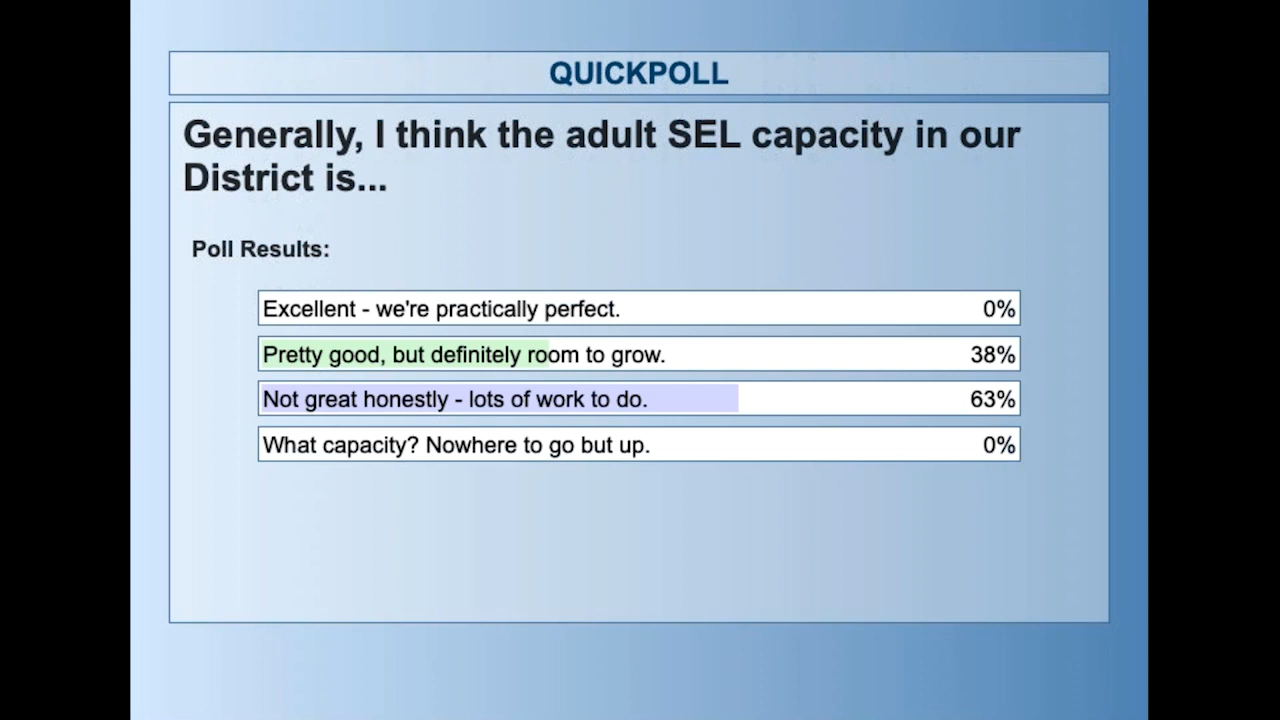 QUICKPOLL
Generally, I think the adult SEL capacity in our
District is...
Poll Results:
Excellent - we're practically perfect. 0%
Pretty good, but definitely room to grow. 38%
Not great honestly - lots of work to do. 63%
What capacity? Nowhere to go but up. 0%